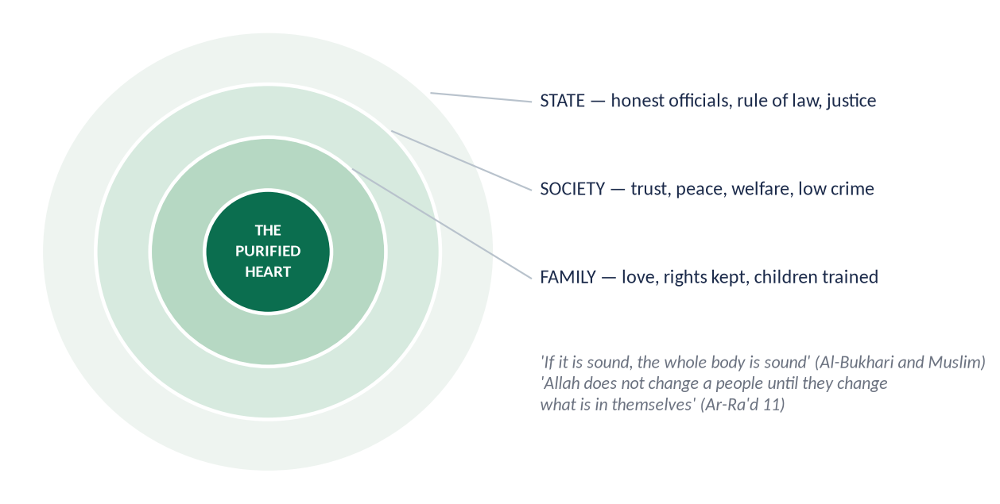 THE
PURIFIED
HEART
STATE — honest officials, rule of law, justice
SOCIETY — trust, peace, welfare, low crime
FAMILY — love, rights kept, children trained
'If it is sound, the whole body is sound' (Al-Bukhari and Muslim)
'Allah does not change a people until they change
what is in themselves' (Ar-Ra'd 11)